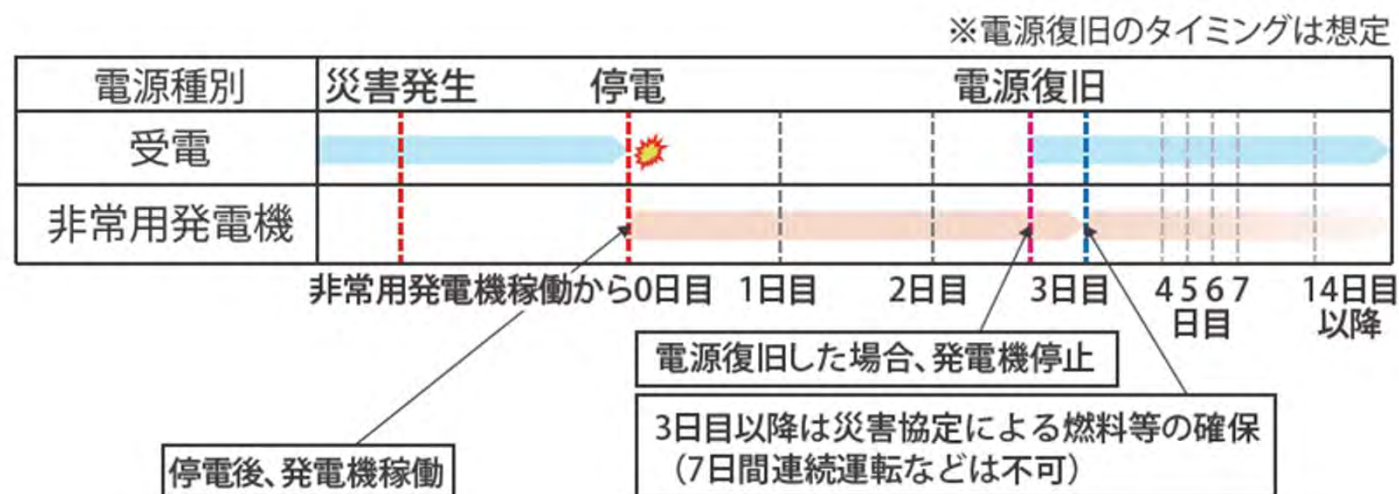 ※電源復旧のタイミングは想定
電源種別 災害発生 停電 電源復旧
受電
非常用発電機
非常用発電機稼働から0日目 1日目 2日目 3日目 4 5 6 7 14日目
日目 以降
電源復旧した場合、発電機停止
3日目以降は災害協定による燃料等の確保
（7日間連続運転などは不可）
停電後、発電機稼働